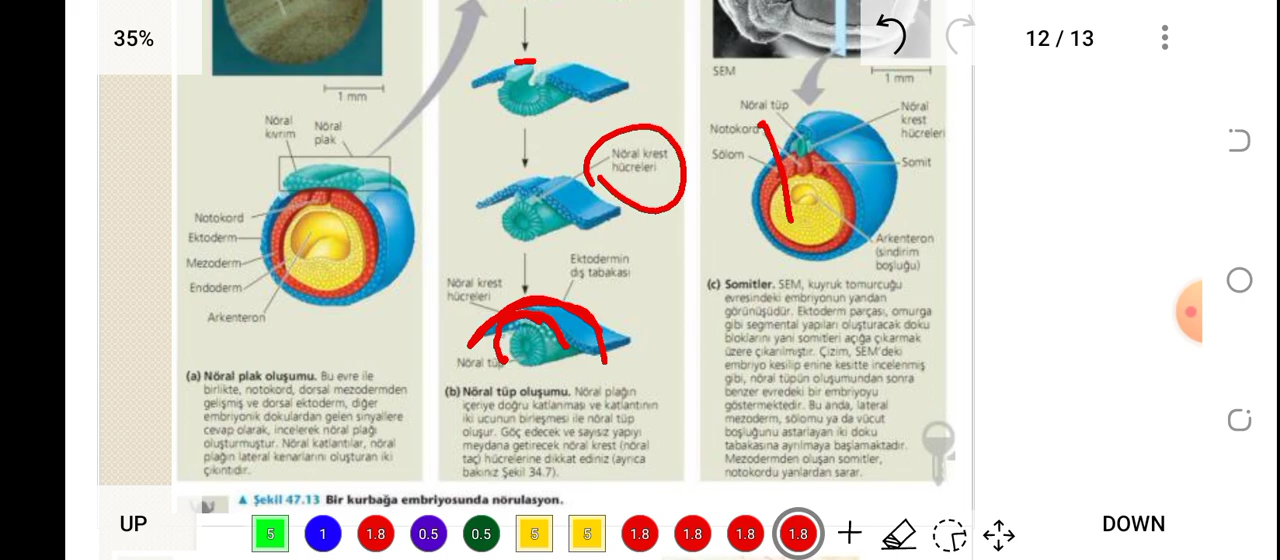 35%
12 / 13
SEM
1 mm
1 mm
Nöral kıvrım
Nöral plak
Notokord
Ektoderm
Mezoderm
Endoderm
Arkenteron
(a) Nöral plak oluşumu. Bu evre ile
birlikte, notokord, dorsal mezodermden
gelişmiş ve dorsal ektoderm, diğer
embriyonik dokulardan gelen sinyallere
cevap olarak, incelerek nöral plağı
oluşturmuştur. Nöral katlantılar, nöral
plağın lateral kenarlarını oluşturan iki
çıkıntıdır.
Nöral krest
hücreleri
Ektodermin
dış tabakası
Nöral krest
hücreleri
Nöral tüp
(b) Nöral tüp oluşumu. Nöral plağın
içeriye doğru katlanması ve katlantının
iki ucunun birleşmesi ile nöral tüp
oluşur. Göç edecek ve sayısız yapıyı
meydana getirecek nöral krest (nöral
taç) hücrelerine dikkat ediniz (ayrıca
bakınız Şekil 34.7).
Nöral tüp
Notokord
Sölom
Nöral
krest
hücreleri
Somit
Arkenteron
(sindirim
boşluğu)
(c) Somitler. SEM, kuyruk tomurcuğu
evresindeki embriyonun yandan
görünüşüdür. Ektoderm parçası, omurga
gibi segmental yapıları oluşturacak doku
bloklarını yani somitleri açığa çıkarmak
üzere çıkarılmıştır. Çizim, SEM'deki
embriyo kesilip enine kesitte incelenmiş
gibi, nöral tüpün oluşumundan sonra
benzer evredeki bir embriyoyu
göstermektedir. Bu anda, lateral
mezoderm, sölomu ya da vücut
boşluğunu astarlayan iki doku
tabakasına ayrılmaya başlamaktadır.
Mezodermden oluşan somitler,
notokordu yanlardan sarar.
▲ Şekil 47.13 Bir kurbağa embriyosunda nörulasyon.
UP
5 1 1.8 0.5 0.5 5 5 1.8 1.8 1.8 1.8
DOWN